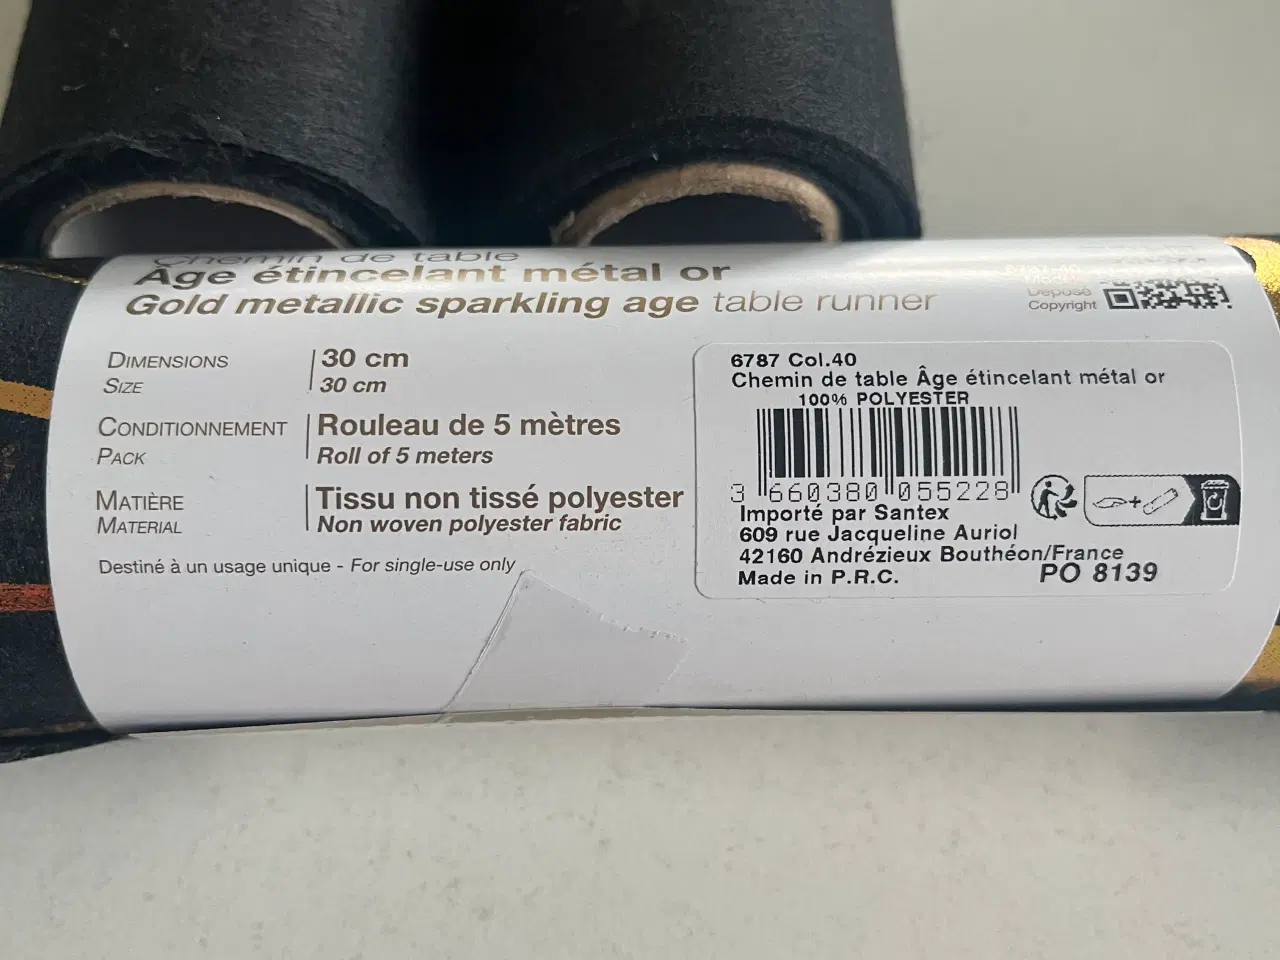 Chemin de table
Âge étincelant métal or
Gold metallic sparkling age table runner
Déposé
Copyright
DIMENSIONS
SIZE
30 cm
30 cm
CONDITIONNEMENT
PACK
Rouleau de 5 mètres
Roll of 5 meters
MATIÈRE
MATERIAL
Tissu non tissé polyester
Non woven polyester fabric
Destiné à un usage unique - For single-use only
6787 Col.40
Chemin de table Âge étincelant métal or
100% POLYESTER
3 660380 055228
Importé par Santex
609 rue Jacqueline Auriol
42160 Andrézieux Bouthéon/France
Made in P.R.C.
PO 8139